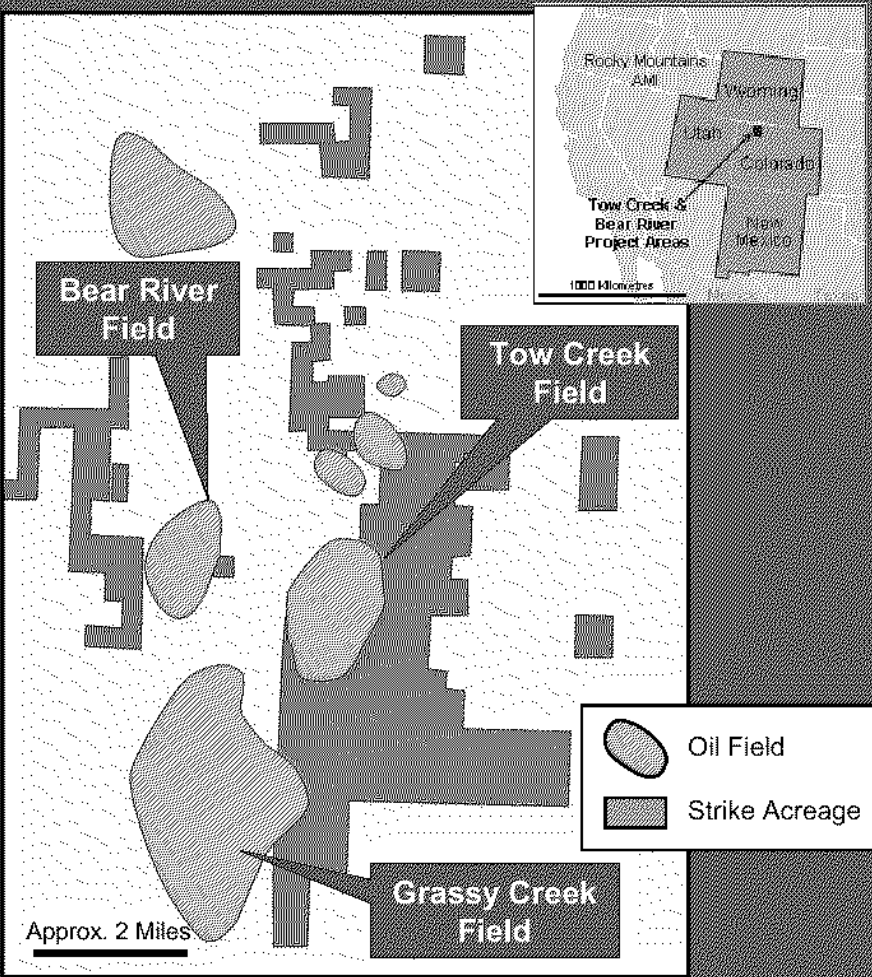 Rocky Mountains
AMI
Wyoming
Utah
Colorado
New
Mexico
Tow Creek &
Bear River
Project Areas
1000 Kilometres
Bear River
Field
Tow Creek
Field
Oil Field
Strike Acreage
Grassy Creek
Field
Approx. 2 Miles